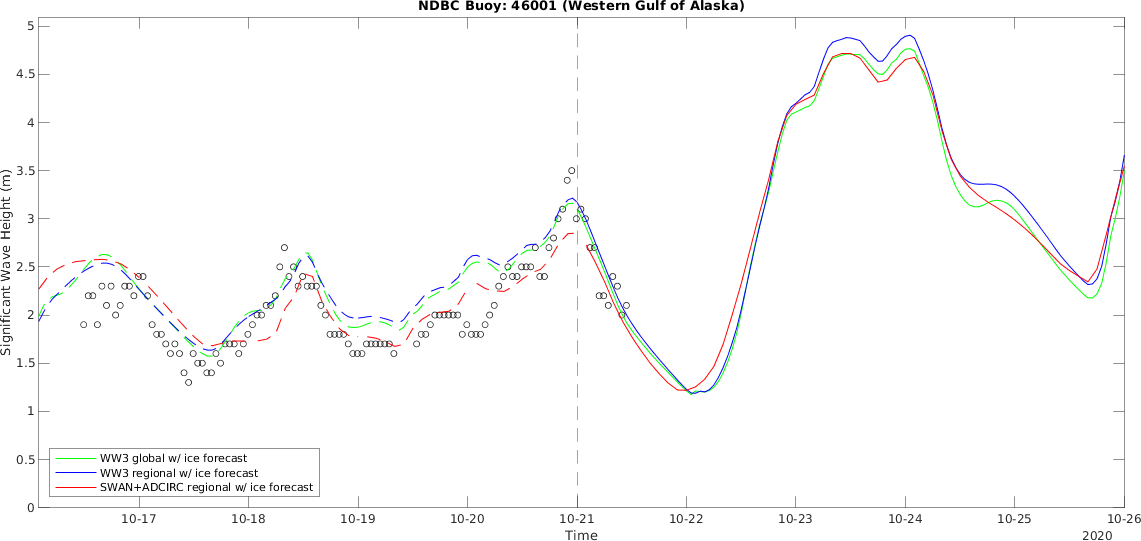 NDBC Buoy: 46001 (Western Gulf of Alaska)
5
4.5
4
3.5
3
2.5
2
1.5
1
0.5
0
Significant Wave Height (m)
WW3 global w/ ice forecast
WW3 regional w/ ice forecast
SWAN+ADCIRC regional w/ ice forecast
10-17 10-18 10-19 10-20 10-21 10-22 10-23 10-24 10-25 10-26
Time
2020